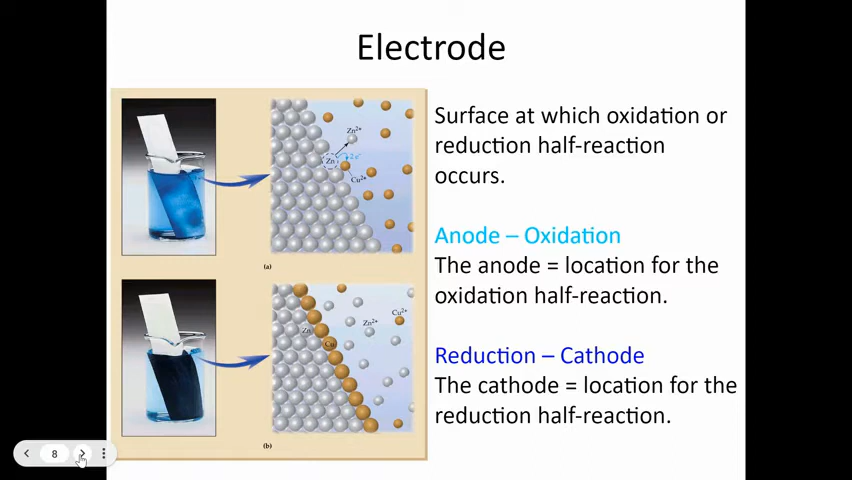 Electrode
Surface at which oxidation or
reduction half-reaction
occurs.
Anode – Oxidation
The anode = location for the
oxidation half-reaction.
Reduction – Cathode
The cathode = location for the
reduction half-reaction.
Zn²⁺
Zn
2e⁻
Cu²⁺
(a)
Cu²⁺
Zn²⁺
Zn
Cu
(b)
8